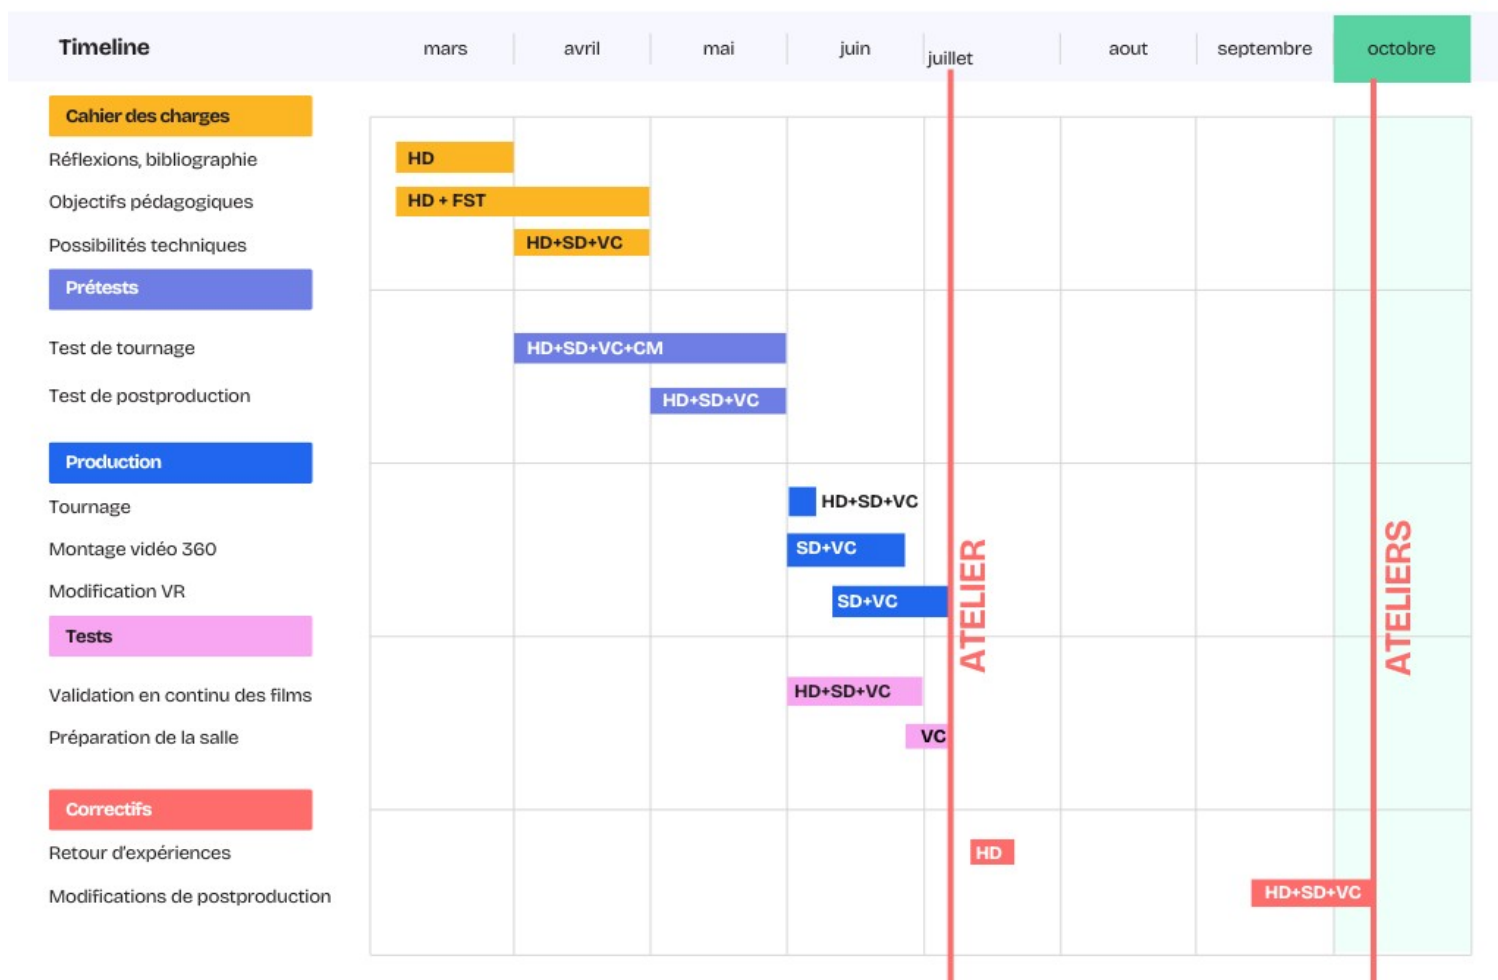 Timeline mars avril mai juin juillet aout septembre octobre
Cahier des charges
Réflexions, bibliographie HD
Objectifs pédagogiques HD + FST
Possibilités techniques HD+SD+VC
Prétests
Test de tournage HD+SD+VC+CM
Test de postproduction HD+SD+VC
Production
Tournage HD+SD+VC
Montage vidéo 360 SD+VC
Modification VR SD+VC
ATELIER
ATELIERS
Tests
Validation en continu des films HD+SD+VC
Préparation de la salle VC
Correctifs
Retour d'expériences HD
Modifications de postproduction HD+SD+VC